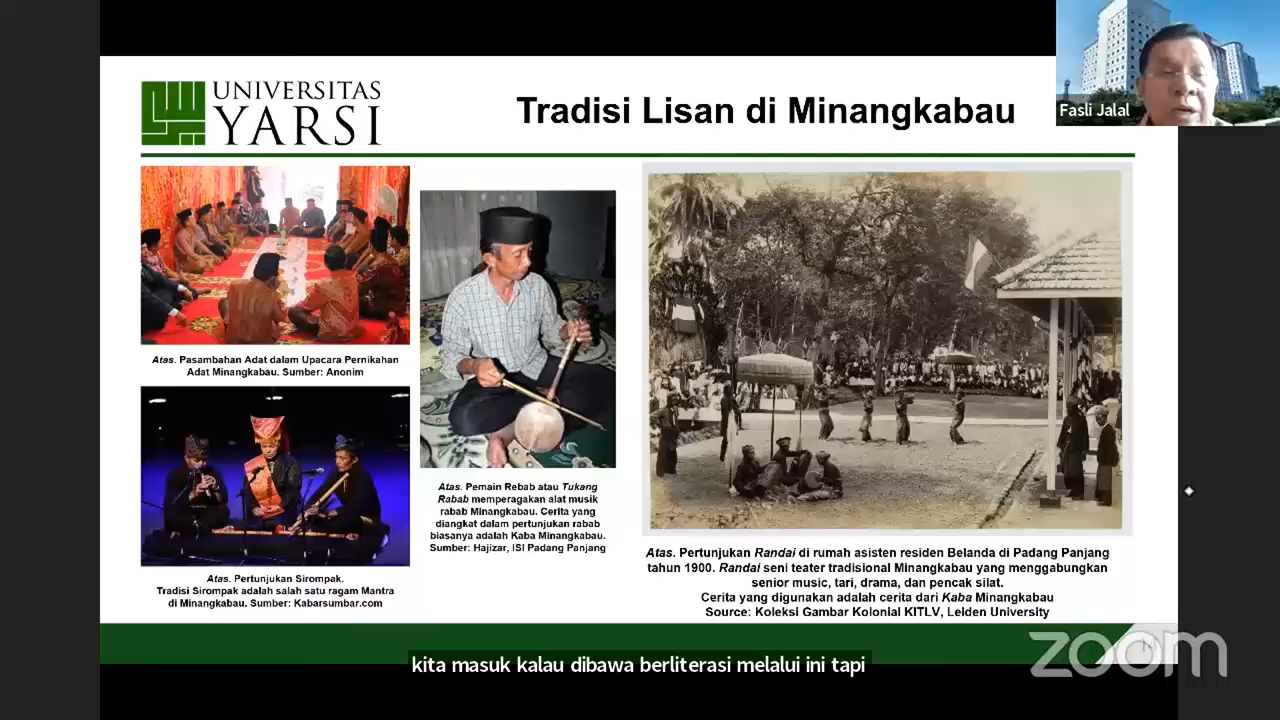 UNIVERSITAS
YARSI
Tradisi Lisan di Minangkabau
Fasli Jalal
Atas. Pasambahan Adat dalam Upacara Pernikahan
Adat Minangkabau. Sumber: Anonim
Atas. Pertunjukan Sirompak.
Tradisi Sirompak adalah salah satu ragam Mantra
di Minangkabau. Sumber: Kabarsumbar.com
Atas. Pemain Rebab atau Tukang
Rabab memperagakan alat musik
rabab Minangkabau. Cerita yang
diangkat dalam pertunjukan rabab
biasanya adalah Kaba Minangkabau.
Sumber: Hajizar, ISI Padang Panjang
Atas. Pertunjukan Randai di rumah asisten residen Belanda di Padang Panjang
tahun 1900. Randai seni teater tradisional Minangkabau yang menggabungkan
senior music, tari, drama, dan pencak silat.
Cerita yang digunakan adalah cerita dari Kaba Minangkabau
Source: Koleksi Gambar Kolonial KITLV, Leiden University
kita masuk kalau dibawa berliterasi melalui ini tapi
zoom